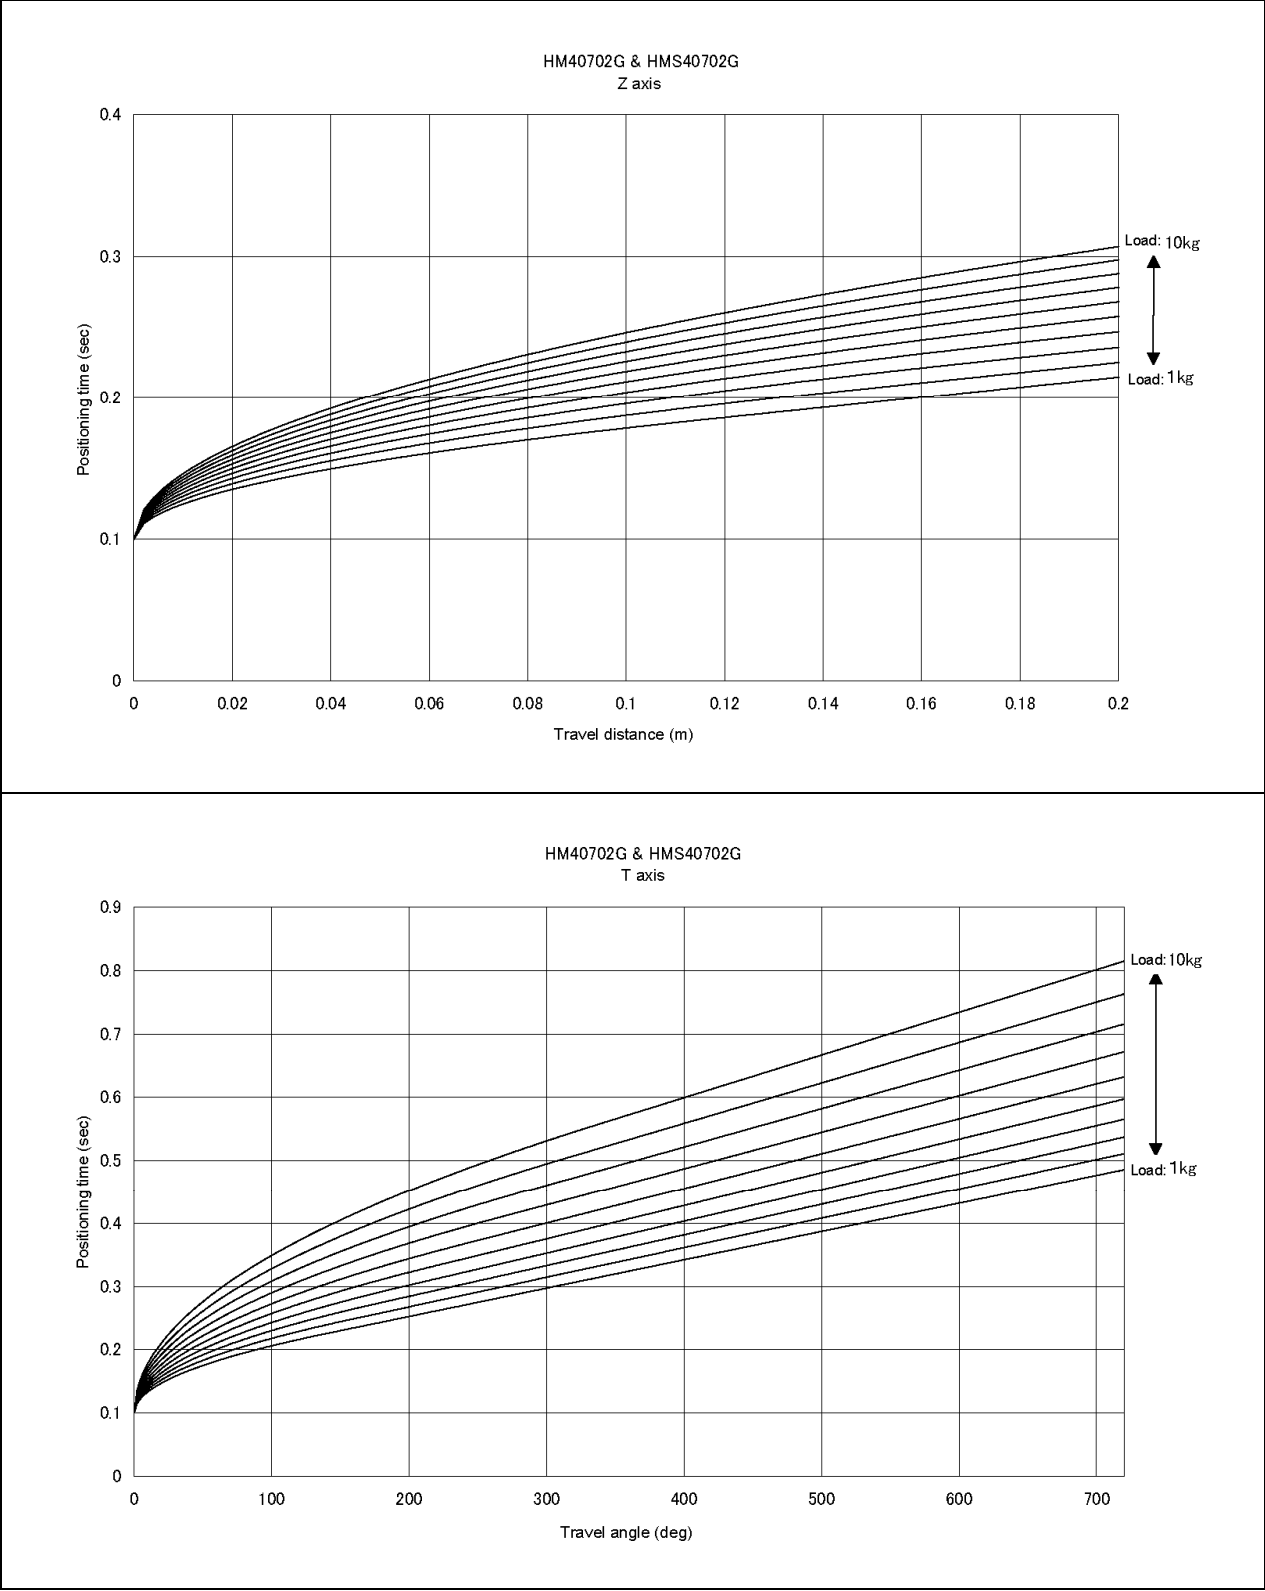 HM40702G & HMS40702G
Z axis
0.4
0.3
0.2
0.1
0
Positioning time (sec)
Load: 10kg
Load: 1kg
0 0.02 0.04 0.06 0.08 0.1 0.12 0.14 0.16 0.18 0.2
Travel distance (m)
HM40702G & HMS40702G
T axis
0.9
0.8
0.7
0.6
0.5
0.4
0.3
0.2
0.1
0
Positioning time (sec)
Load: 10kg
Load: 1kg
0 100 200 300 400 500 600 700
Travel angle (deg)